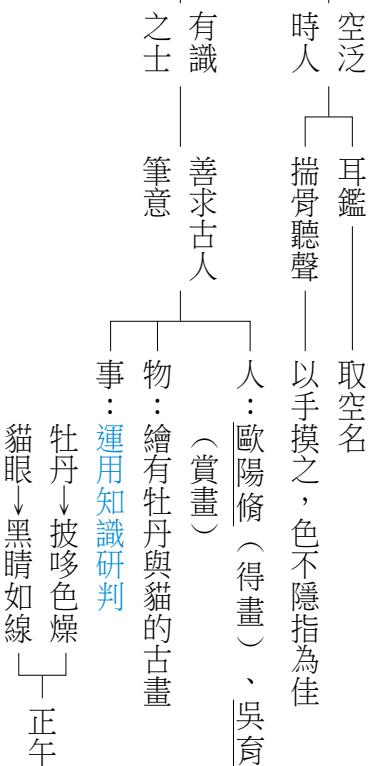 空泛
時人
耳鑑
取空名
揣骨聽聲
以手摸之，色不隱指為佳
有識
之士
善求古人
筆意
人：歐陽脩（得畫）、吳育
（賞畫）
物：繪有牡丹與貓的古畫
事：運用知識研判
牡丹→披哆色燥
貓眼→黑睛如線
正午